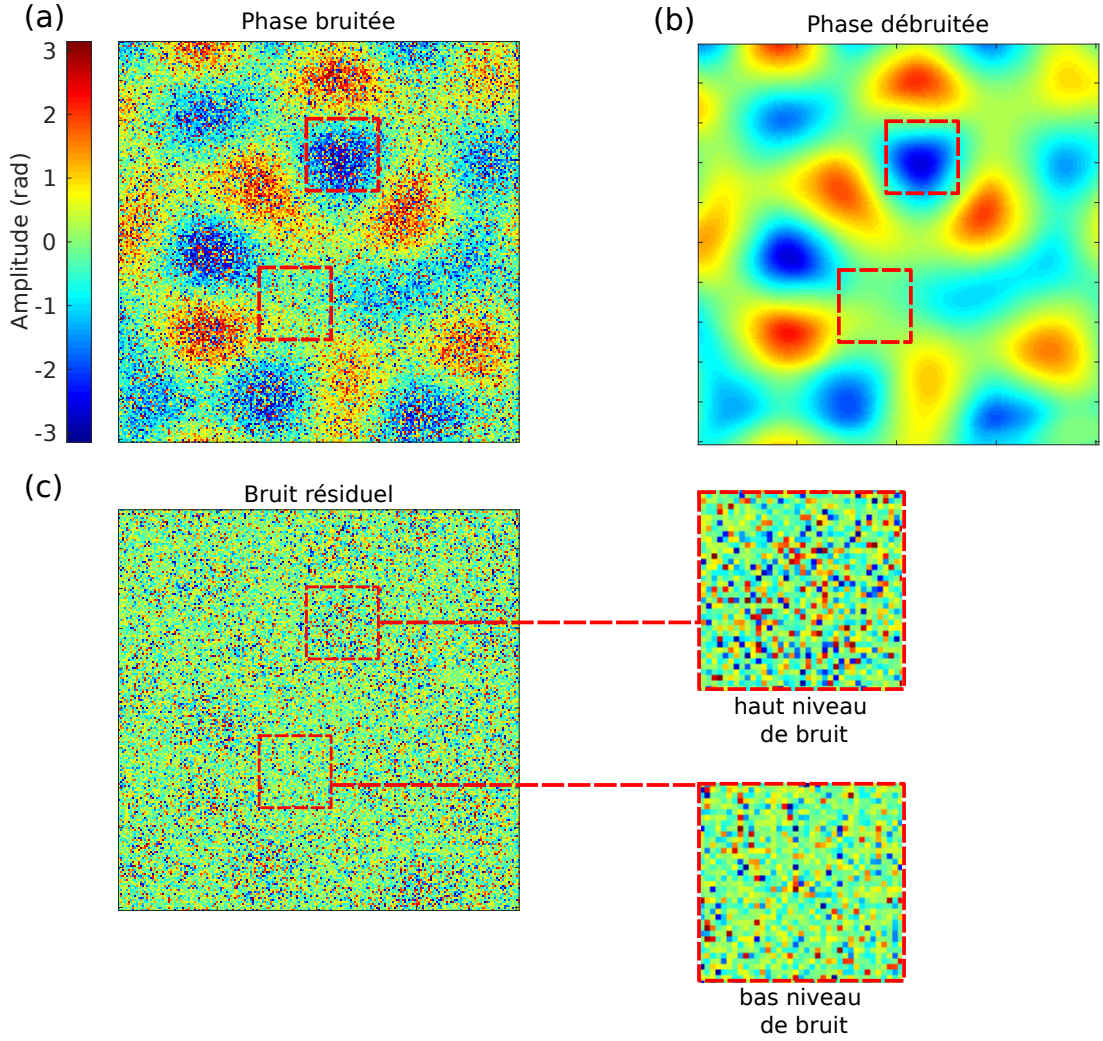 (a)
Phase bruitée
(b)
Phase débruitée
3
2
1
0
-1
-2
-3
Amplitude (rad)
(c)
Bruit résiduel
haut niveau
de bruit
bas niveau
de bruit